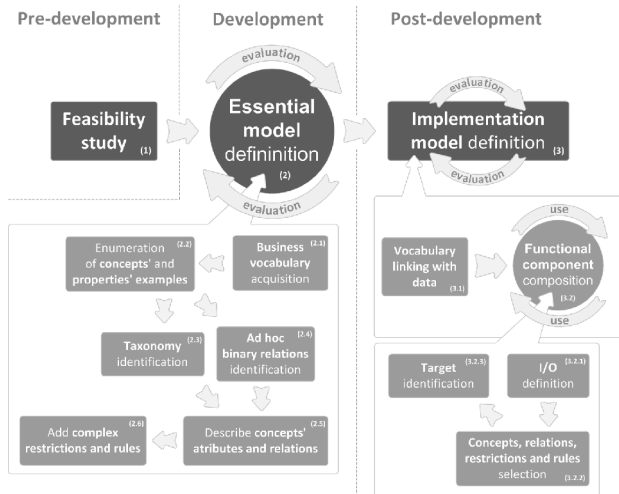 Pre-development
Development
Post-development
evaluation
Feasibility
study
(1)
Essential
model
defininition
(2)
evaluation
evaluation
Implementation
model definition
(3)
evaluation
Enumeration
(2.2)
of concepts' and
properties' examples
Business
(2.1)
vocabulary
acquisition
Taxonomy
(2.3)
identification
Ad hoc
(2.4)
binary relations
identification
Add complex
(2.6)
restrictions and rules
Describe concepts'
(2.5)
atributes and relations
Vocabulary
linking with
data
(3.1)
use
Functional
component
composition
(3.2)
use
Target
(3.2.3)
identification
I/O
(3.2.1)
definition
Concepts, relations,
restrictions and rules
selection
(3.2.2)